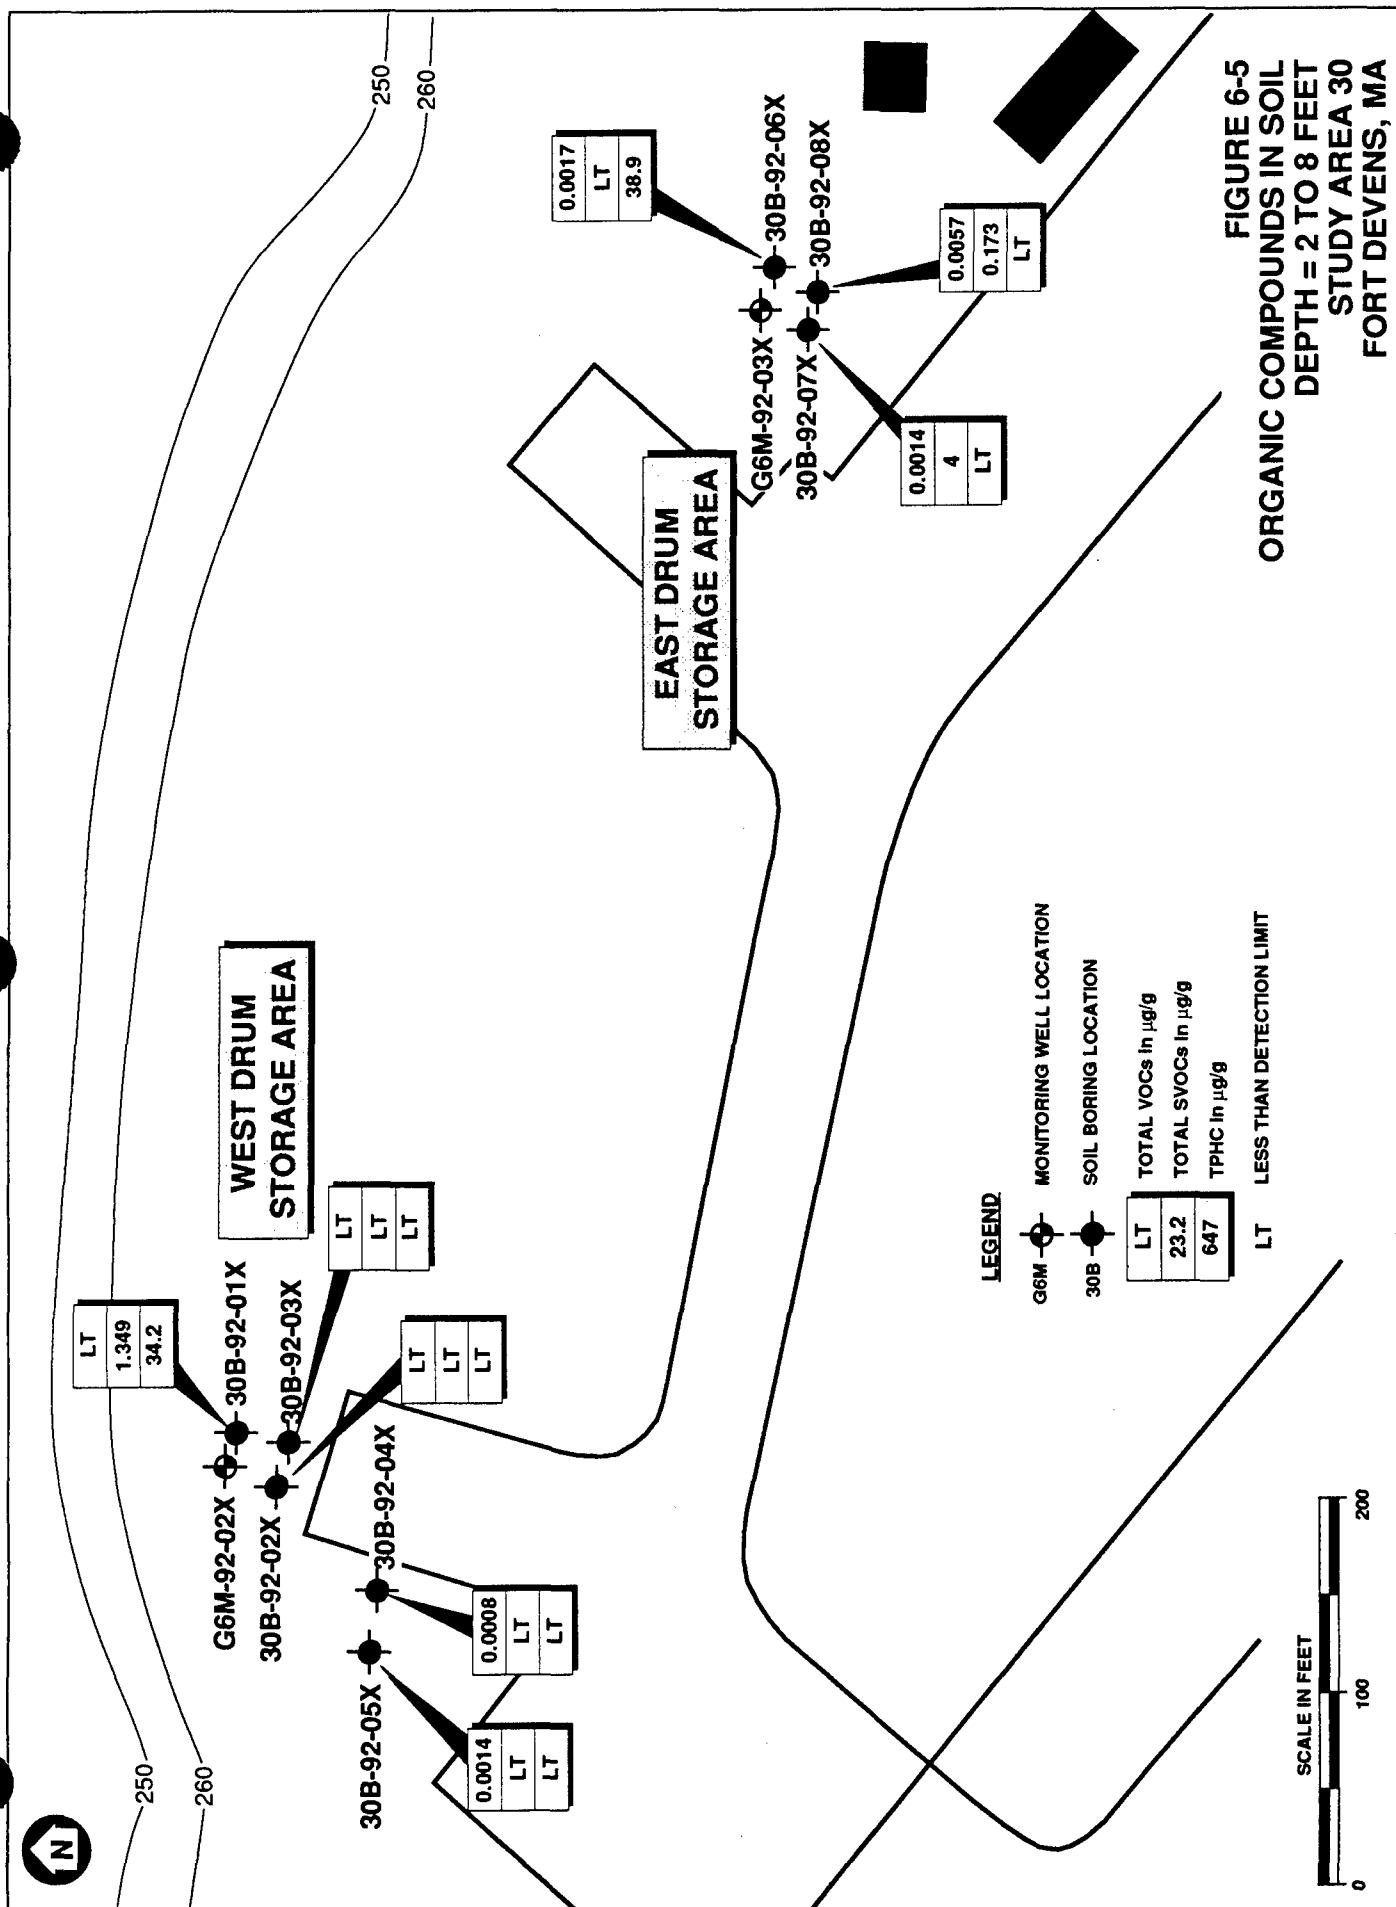 N
250
260
250
260
WEST DRUM
STORAGE AREA
LT
1.349
34.2
30B-92-01X
G6M-92-02X
30B-92-03X
LT
LT
LT
30B-92-02X
LT
LT
LT
30B-92-04X
0.0008
LT
LT
30B-92-05X
0.0014
LT
LT
EAST DRUM
STORAGE AREA
0.0017
LT
38.9
30B-92-06X
G6M-92-03X
30B-92-08X
0.0057
0.173
LT
30B-92-07X
0.0014
4
LT
LEGEND
G6M MONITORING WELL LOCATION
30B SOIL BORING LOCATION
LT TOTAL VOCs in µg/g
23.2 TOTAL SVOCs in µg/g
647 TPHC in µg/g
LT LESS THAN DETECTION LIMIT
SCALE IN FEET
0 100 200
FIGURE 6-5
ORGANIC COMPOUNDS IN SOIL
DEPTH = 2 TO 8 FEET
STUDY AREA 30
FORT DEVENS, MA